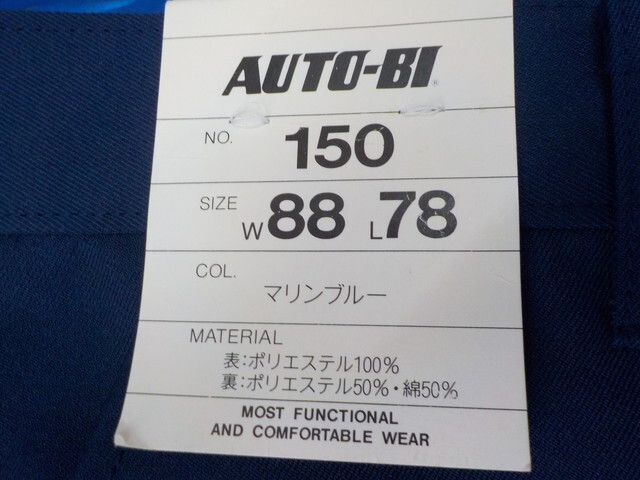 AUTO-BI®
NO. 150
SIZE W88 L78
COL. マリンブルー
MATERIAL
表:ポリエステル100%
裏:ポリエステル50%・綿50%
MOST FUNCTIONAL
AND COMFORTABLE WEAR